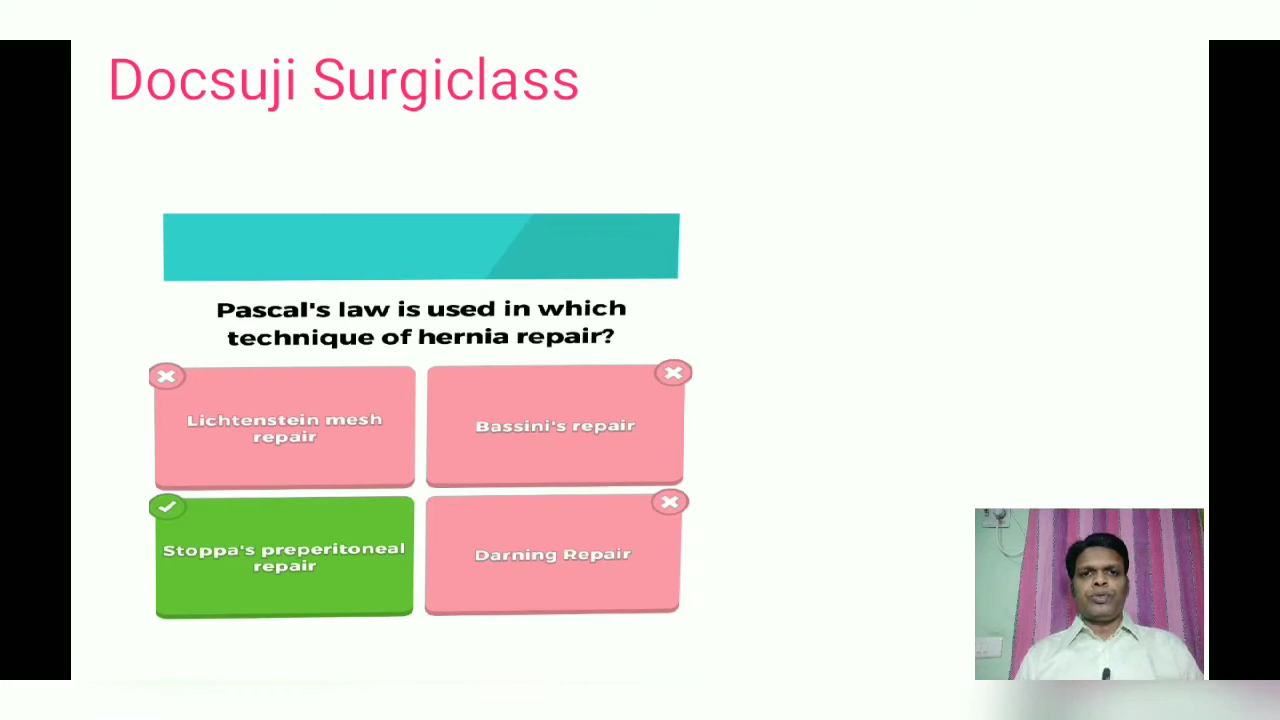 Docsuji Surgiclass
Pascal's law is used in which
technique of hernia repair?
Lichtenstein mesh
repair
Bassini's repair
Stoppa's preperitoneal
repair
Darning Repair